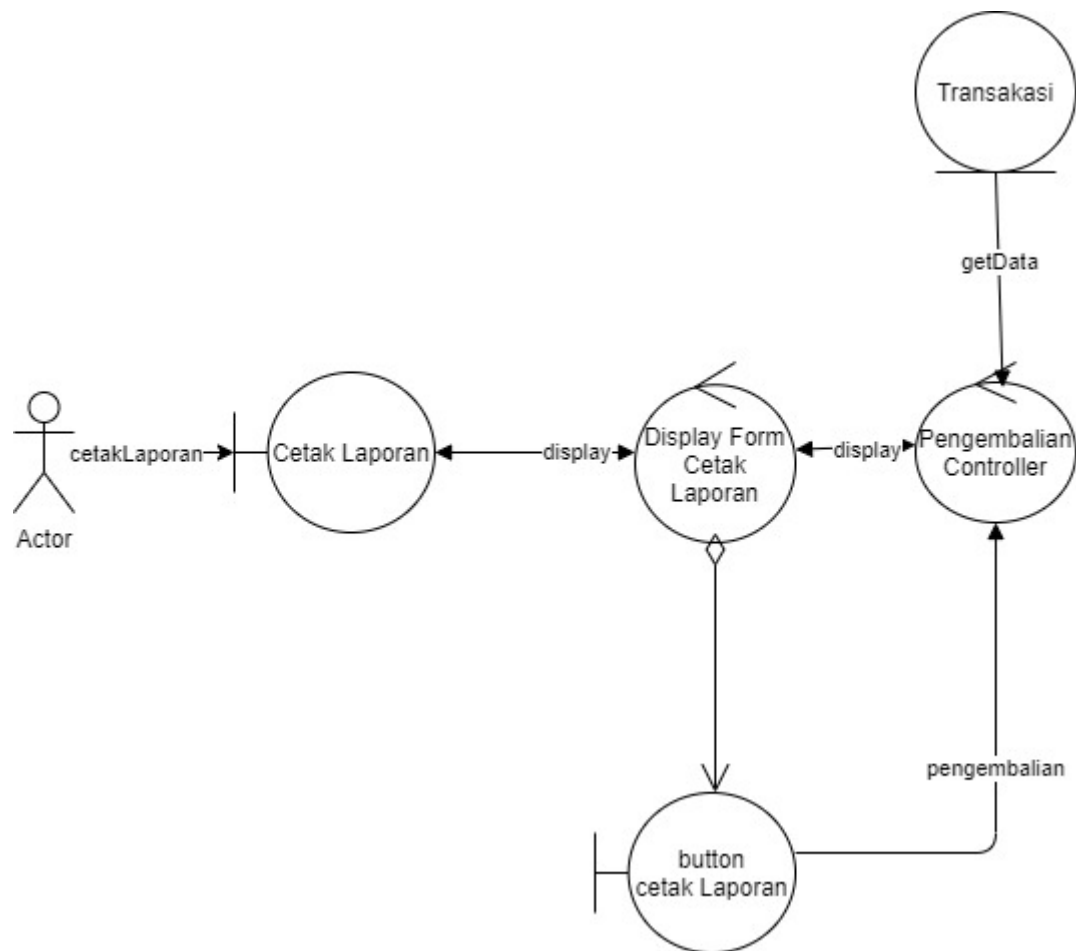 Transakasi
getData
Actor
cetakLaporan
Cetak Laporan
display
Display Form
Cetak
Laporan
display
Pengembalian
Controller
pengembalian
button
cetak Laporan